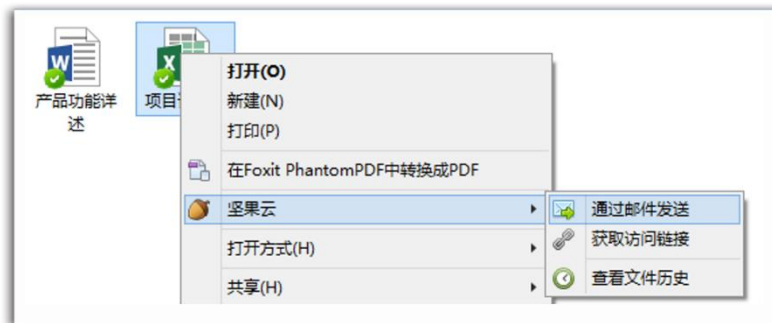 产品功能详
述
项目
打开(O)
新建(N)
打印(P)
在Foxit PhantomPDF中转换成PDF
坚果云
打开方式(H)
共享(H)
通过邮件发送
获取访问链接
查看文件历史